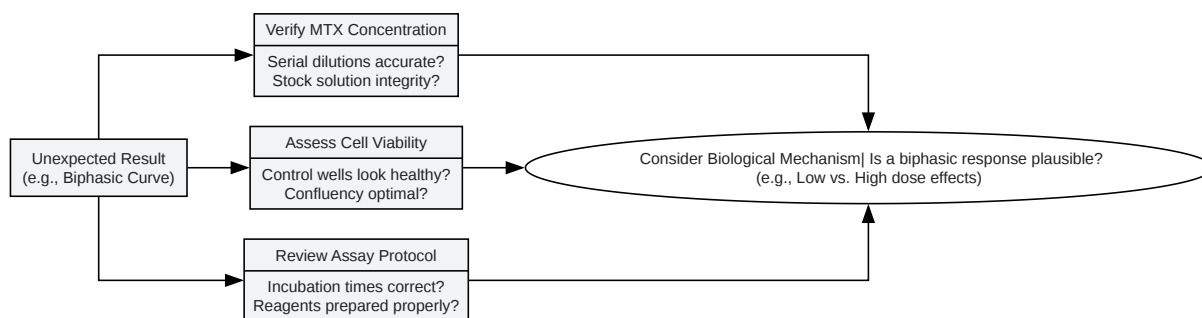 Unexpected Result
(e.g., Biphasic Curve)
Verify MTX Concentration
Serial dilutions accurate?
Stock solution integrity?
Assess Cell Viability
Control wells look healthy?
Confluency optimal?
Review Assay Protocol
Incubation times correct?
Reagents prepared properly?
Consider Biological Mechanism| Is a biphasic response plausible?
(e.g., Low vs. High dose effects)